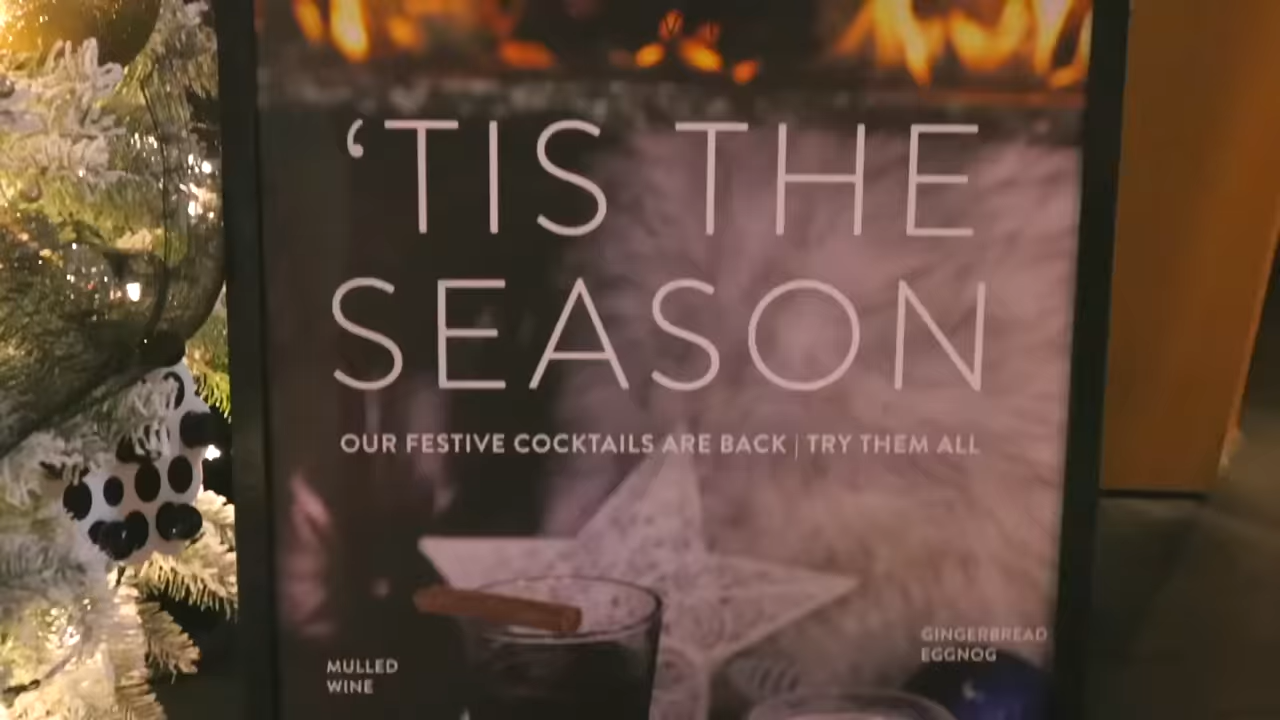 ‘TIS THE
SEASON
OUR FESTIVE COCKTAILS ARE BACK | TRY THEM ALL
GINGERBREAD
EGGNOG
MULLED
WINE